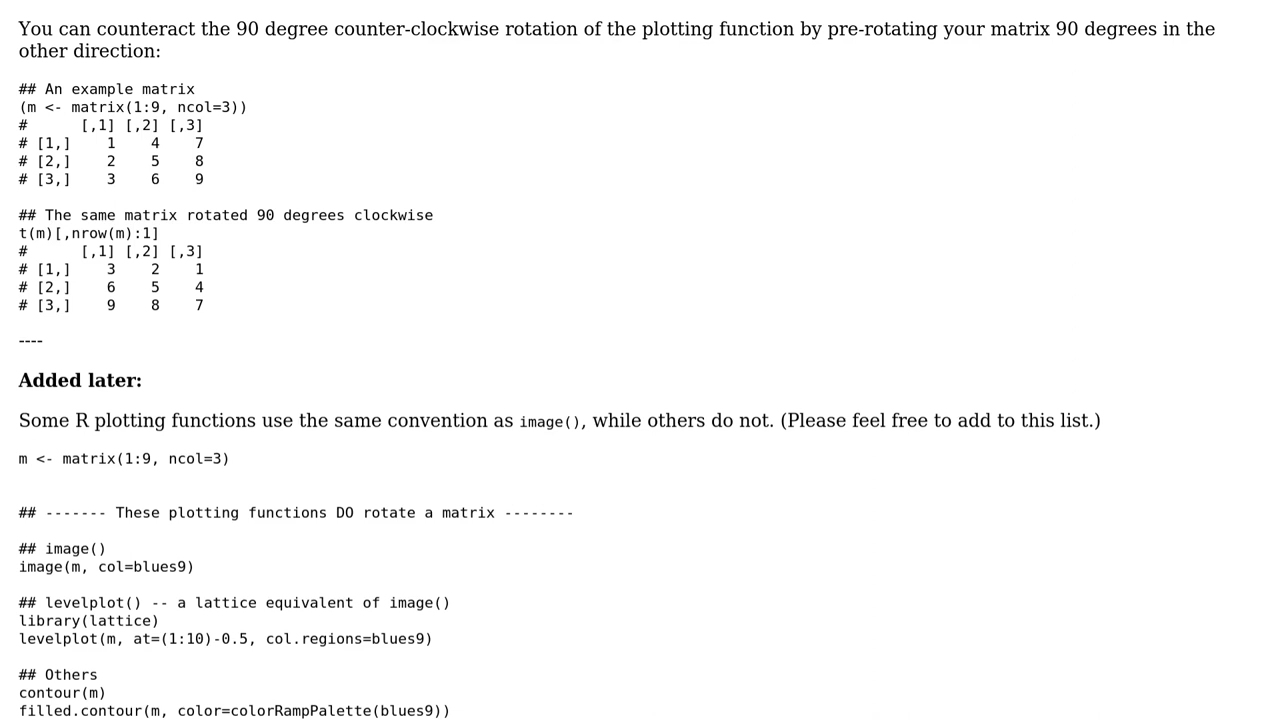 You can counteract the 90 degree counter-clockwise rotation of the plotting function by pre-rotating your matrix 90 degrees in the
other direction:
## An example matrix
(m <- matrix(1:9, ncol=3))
#      [,1] [,2] [,3]
# [1,]    1    4    7
# [2,]    2    5    8
# [3,]    3    6    9
## The same matrix rotated 90 degrees clockwise
t(m)[,nrow(m):1]
#      [,1] [,2] [,3]
# [1,]    3    2    1
# [2,]    6    5    4
# [3,]    9    8    7
----
Added later:
Some R plotting functions use the same convention as image(), while others do not. (Please feel free to add to this list.)
m <- matrix(1:9, ncol=3)
## ------- These plotting functions DO rotate a matrix --------
## image()
image(m, col=blues9)
## levelplot() -- a lattice equivalent of image()
library(lattice)
levelplot(m, at=(1:10)-0.5, col.regions=blues9)
## Others
contour(m)
filled.contour(m, color=colorRampPalette(blues9))